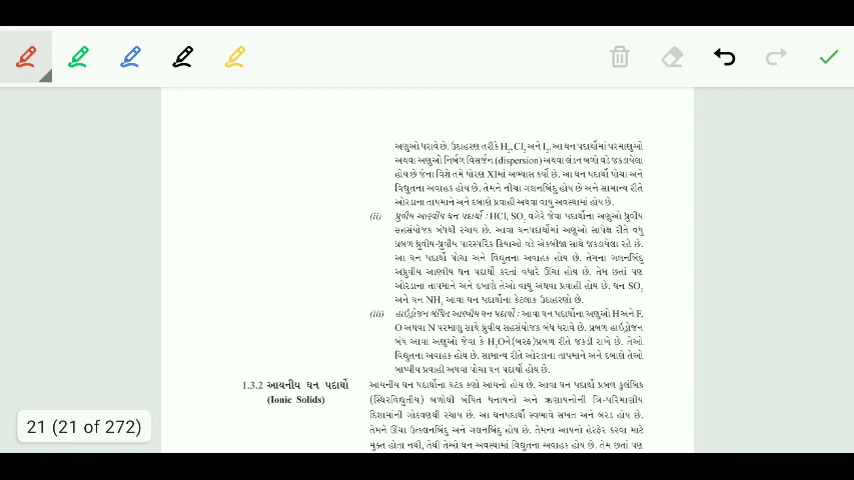 અણુઓ ધરાવે છે. ઉદાહરણ તરીકે H₂, Cl₂ અને I₂. આ ઘન પદાર્થોમાં પરમાણુઓ
અથવા અણુઓ નિર્બળ વિસર્જન (dispersion) અથવા લંડન બળો વડે જકડાયેલા
હોય છે જેના વિશે તમે ધોરણ XIમાં અભ્યાસ કર્યો છે. આ ઘન પદાર્થો પોચા અને
વિદ્યુતના અવાહક હોય છે. તેમને નીચા ગલનબિંદુ હોય છે અને સામાન્ય રીતે
ઓરડાના તાપમાને અને દબાણે પ્રવાહી અથવા વાયુ અવસ્થામાં હોય છે.
(ii) ધ્રુવીય આણ્વીય ઘન પદાર્થો : HCl, SO₂ વગેરે જેવા પદાર્થોના અણુઓ ધ્રુવીય
સહસંયોજક બંધથી રચાય છે. આવા ઘનપદાર્થોમાં અણુઓ સાપેક્ષ રીતે વધુ
પ્રબળ ધ્રુવીય-ધ્રુવીય પારસ્પરિક ક્રિયાઓ વડે એકબીજા સાથે જકડાયેલા રહે છે.
આ ઘન પદાર્થો પોચા અને વિદ્યુતના અવાહક હોય છે. તેમના ગલનબિંદુ
અધ્રુવીય આણ્વીય ઘન પદાર્થો કરતાં વધારે ઊંચા હોય છે. તેમ છતાં પણ
ઓરડાના તાપમાને અને દબાણે તેઓ વાયુ અથવા પ્રવાહી હોય છે. ઘન SO₂
અને ઘન NH₃ આવા ઘન પદાર્થોના કેટલાક ઉદાહરણો છે.
(iii) હાઇડ્રોજન બંધિત આણ્વીય ઘન પદાર્થો : આવા ઘન પદાર્થોના અણુઓ H અને F,
O અથવા N પરમાણુ સાથે ધ્રુવીય સહસંયોજક બંધ ધરાવે છે. પ્રબળ હાઇડ્રોજન
બંધ આવા અણુઓ જેવા કે H₂Oને (બરફ) પ્રબળ રીતે જકડી રાખે છે. તેઓ
વિદ્યુતના અવાહક હોય છે. સામાન્ય રીતે ઓરડાના તાપમાને અને દબાણે તેઓ
બાષ્પીય પ્રવાહી અથવા પોચા ઘન પદાર્થો હોય છે.
1.3.2 આયનીય ઘન પદાર્થો
(Ionic Solids)
આયનીય ઘન પદાર્થોના ઘટક કણો આયનો હોય છે. આવા ઘન પદાર્થો પ્રબળ કુલંબિક
(સ્થિરવિદ્યુતીય) બળોથી બંધિત ધનાયનો અને ઋણાયનોની ત્રિ-પરિમાણીય
દિશામાંની ગોઠવણથી રચાય છે. આ ઘનપદાર્થો સ્વભાવે સખત અને બરડ હોય છે.
તેમને ઊંચા ઉત્કલનબિંદુ અને ગલનબિંદુ હોય છે. તેમના આયનો હેરફેર કરવા માટે
મુક્ત હોતા નથી, તેથી તેઓ ઘન અવસ્થામાં વિદ્યુતના અવાહક હોય છે. તેમ છતાં પણ
21 (21 of 272)